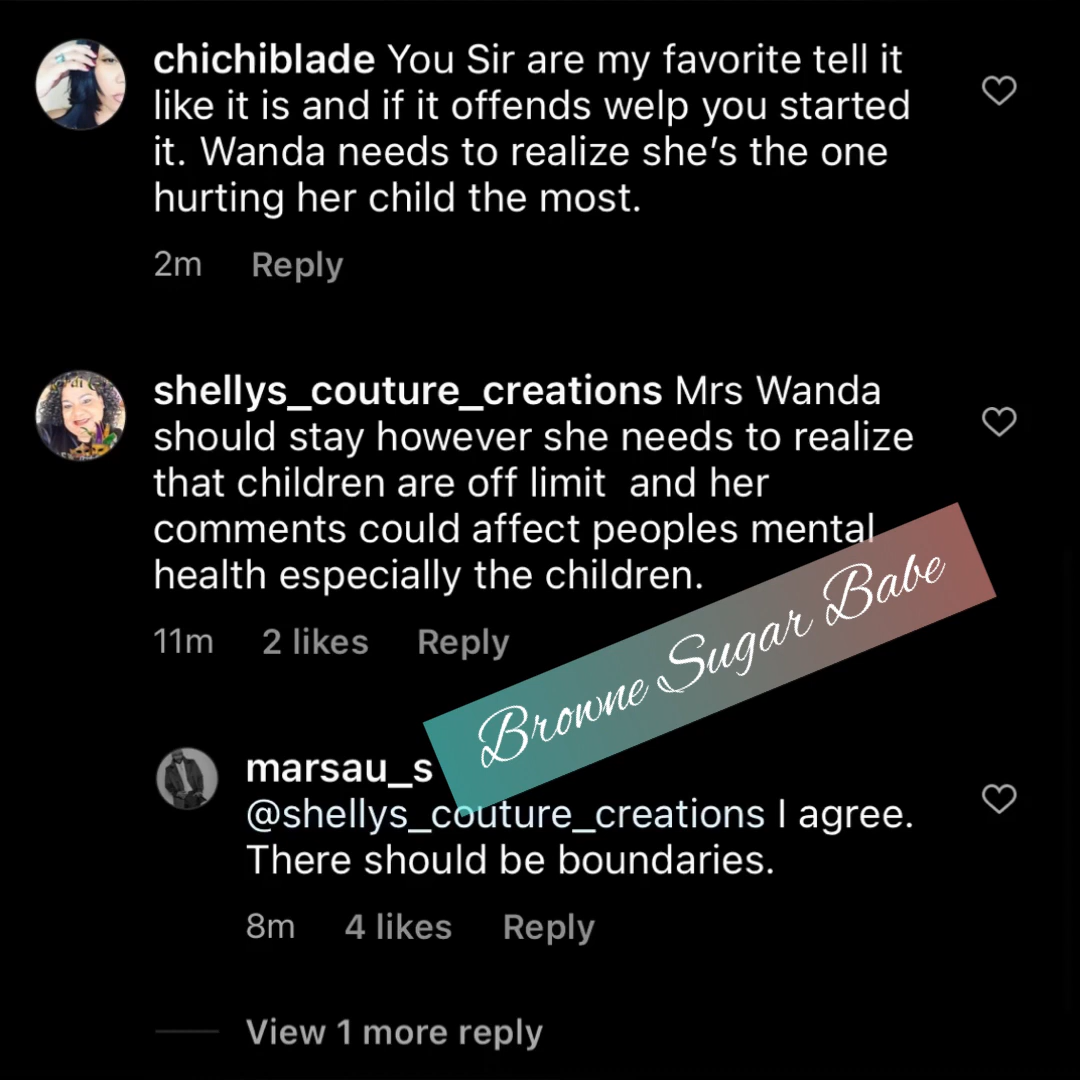 chichiblade You Sir are my favorite tell it
like it is and if it offends welp you started
it. Wanda needs to realize she’s the one
hurting her child the most.
2m Reply
shellys_couture_creations Mrs Wanda
should stay however she needs to realize
that children are off limit  and her
comments could affect peoples mental
health especially the children.
11m 2 likes Reply
Browne Sugar Babe
marsau_s
@shellys_couture_creations I agree.
There should be boundaries.
8m 4 likes Reply
View 1 more reply